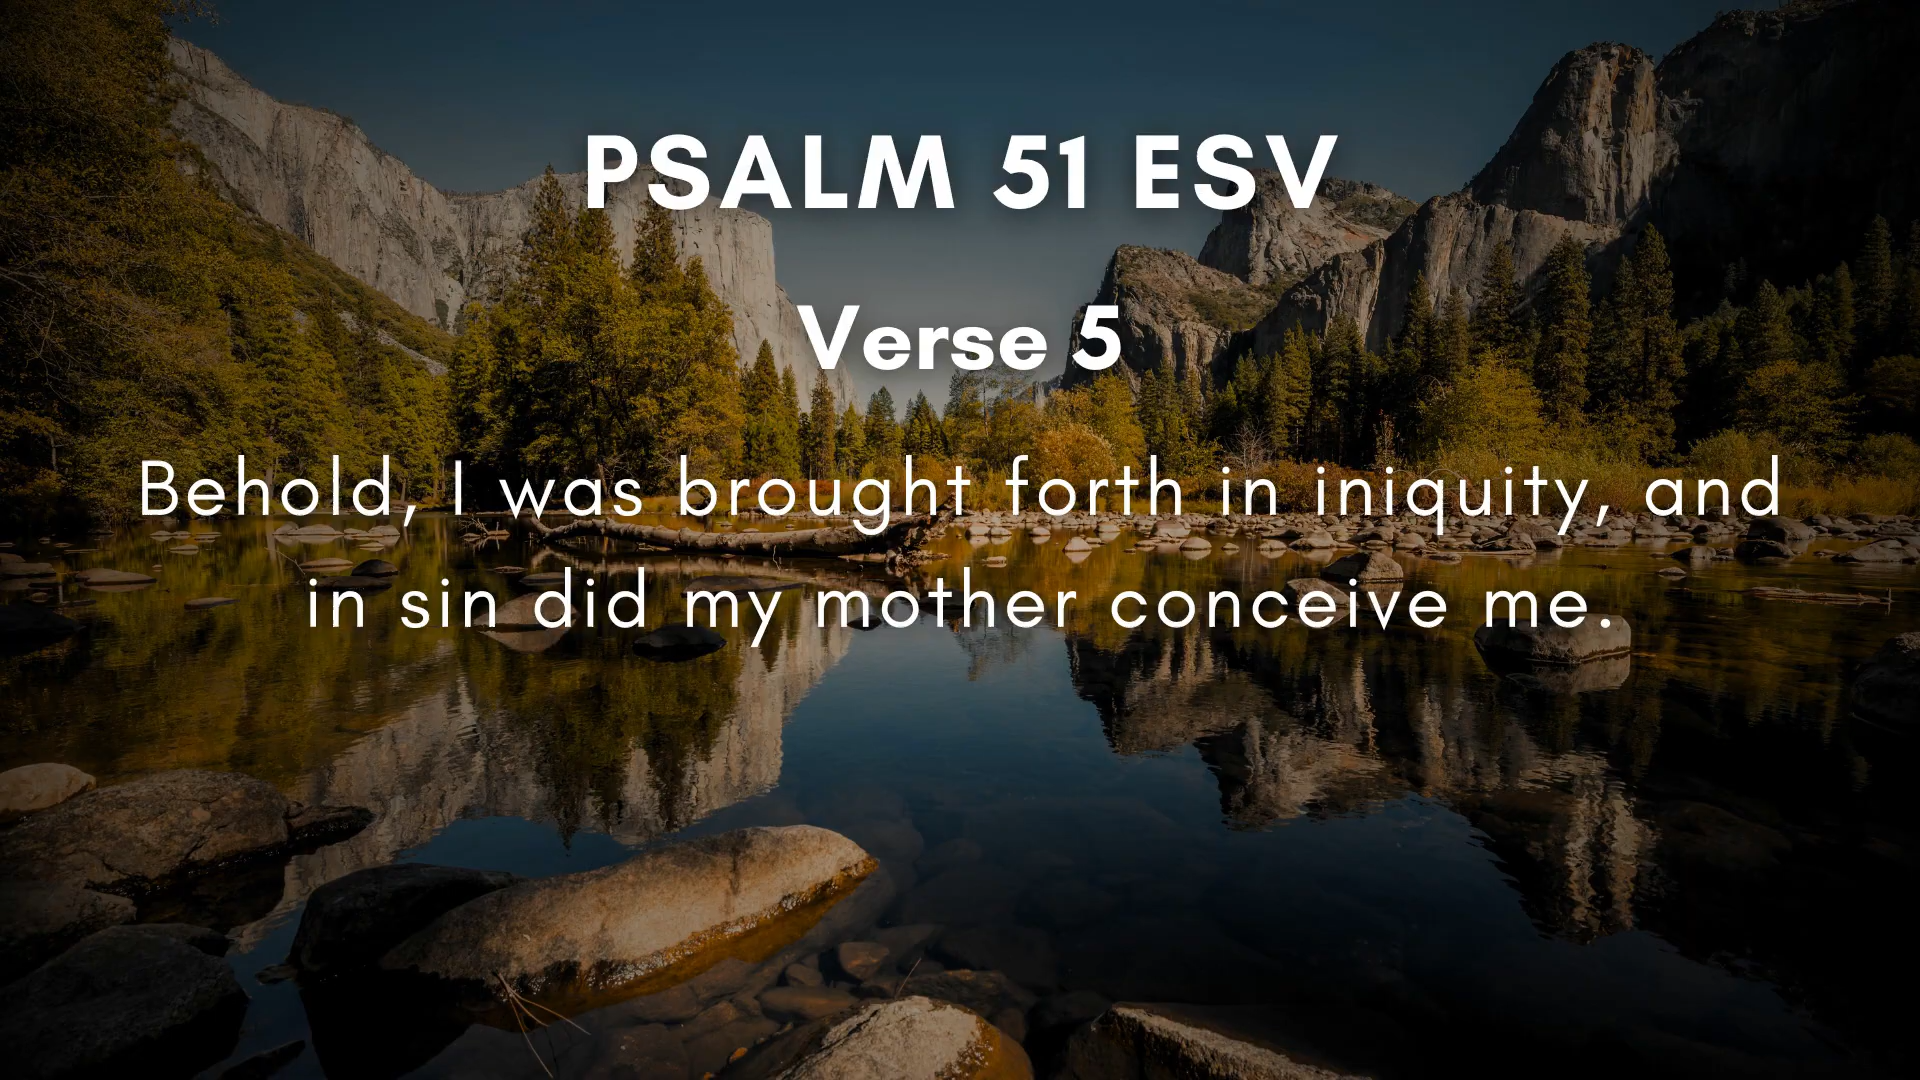 PSALM 51 ESV
Verse 5
Behold, I was brought forth in iniquity, and
in sin did my mother conceive me.